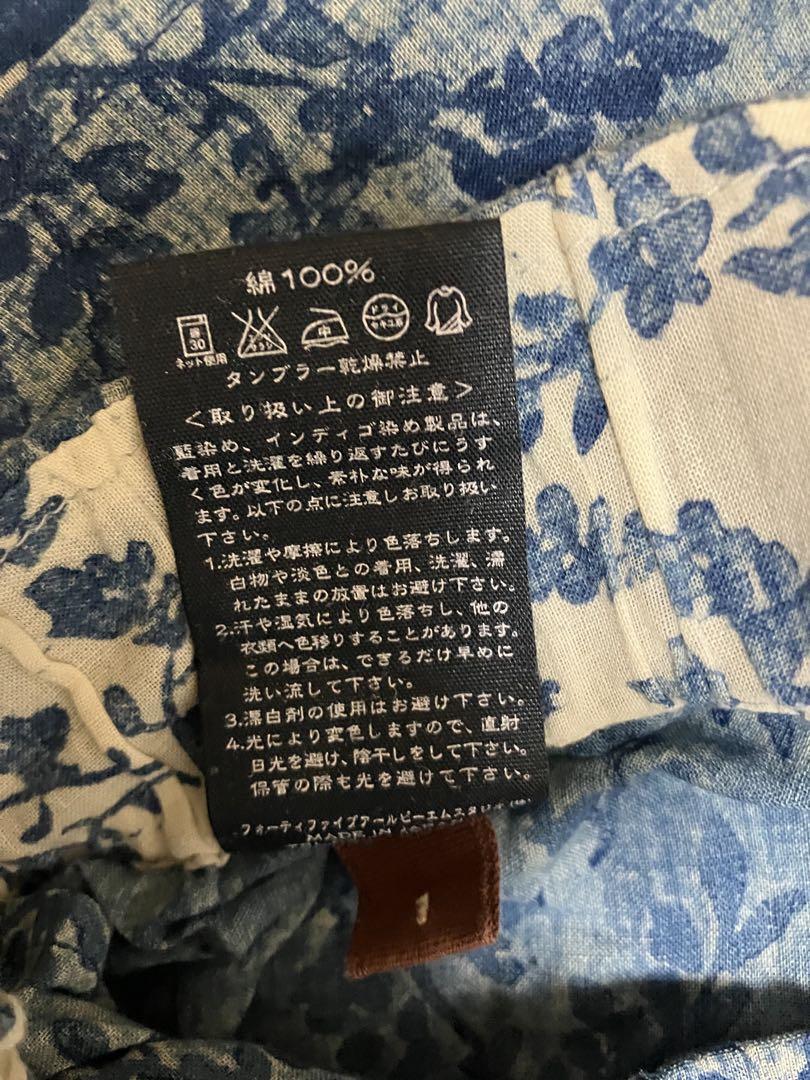 綿100%
弱
30
ネット使用
中
ドライ
セキユ系
タンブラー乾燥禁止
<取り扱い上の御注意>
藍染め、インディゴ染め製品は、
着用と洗濯を繰り返すたびにうす
く色が変化し、素朴な味が得られ
ます。以下の点に注意しお取り扱い
下さい。
1.洗濯や摩擦により色落ちします。
白物や淡色との着用、洗濯、濡
れたままの放置はお避け下さい。
2.汗や湿気により色落ちし、他の
衣類へ色移りすることがあります。
この場合は、できるだけ早めに
洗い流して下さい。
3.漂白剤の使用はお避け下さい。
4.光により変色しますので、直射
日光を避け、陰干しをして下さい。
保管の際も光を避けて下さい。
フォーティファイブアールピーエムスタジオ(株)
MADE IN
1